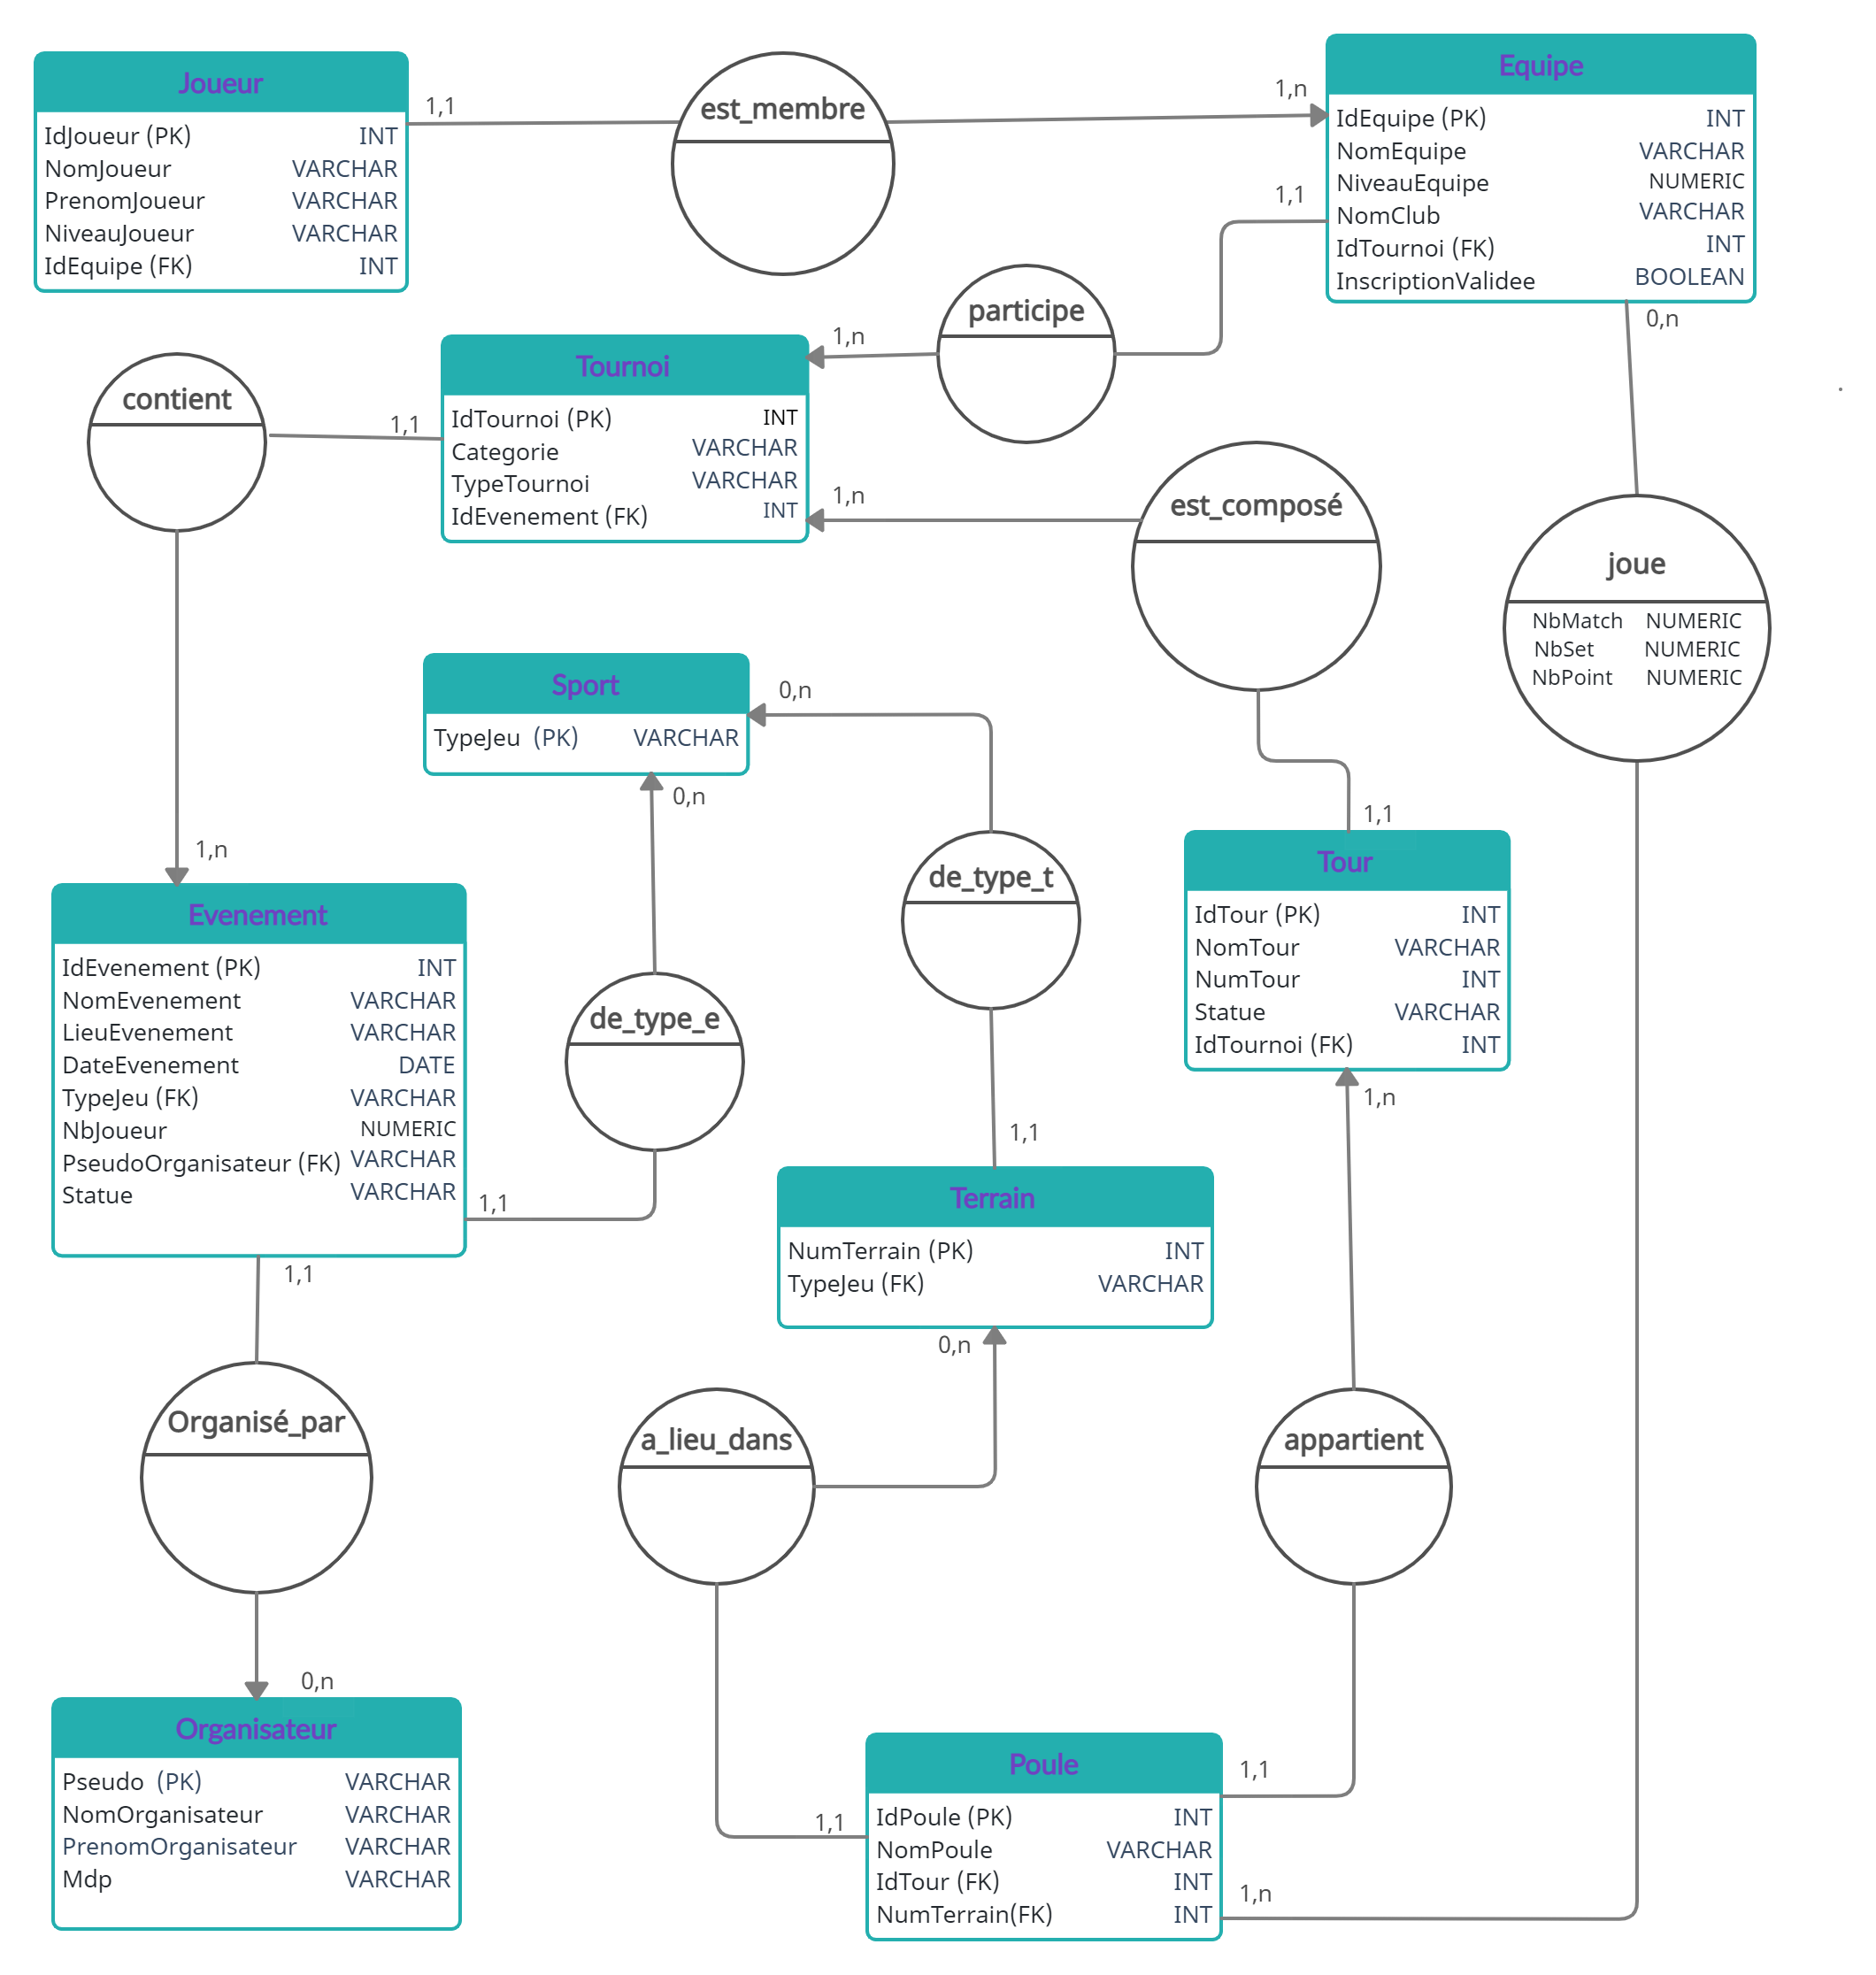 Joueur
IdJoueur (PK) INT
NomJoueur VARCHAR
PrenomJoueur VARCHAR
NiveauJoueur VARCHAR
IdEquipe (FK) INT
1,1
est_membre
1,n
Equipe
IdEquipe (PK) INT
NomEquipe VARCHAR
NiveauEquipe NUMERIC
NomClub VARCHAR
IdTournoi (FK) INT
InscriptionValidee BOOLEAN
1,1
participe
1,n
0,n
contient
1,1
Tournoi
IdTournoi (PK) INT
Categorie VARCHAR
TypeTournoi VARCHAR
IdEvenement (FK) INT
1,n
est_composé
joue
NbMatch NUMERIC
NbSet NUMERIC
NbPoint NUMERIC
Sport
TypeJeu (PK) VARCHAR
0,n
0,n
1,n
de_type_t
1,1
Tour
IdTour (PK) INT
NomTour VARCHAR
NumTour INT
Statue VARCHAR
IdTournoi (FK) INT
1,n
Evenement
IdEvenement (PK) INT
NomEvenement VARCHAR
LieuEvenement VARCHAR
DateEvenement DATE
TypeJeu (FK) VARCHAR
NbJoueur NUMERIC
PseudoOrganisateur (FK) VARCHAR
Statue VARCHAR
de_type_e
1,1
1,1
1,1
Terrain
NumTerrain (PK) INT
TypeJeu (FK) VARCHAR
0,n
Organisé_par
a_lieu_dans
appartient
0,n
Organisateur
Pseudo (PK) VARCHAR
NomOrganisateur VARCHAR
PrenomOrganisateur VARCHAR
Mdp VARCHAR
1,1
Poule
IdPoule (PK) INT
NomPoule VARCHAR
IdTour (FK) INT
NumTerrain(FK) INT
1,1
1,n